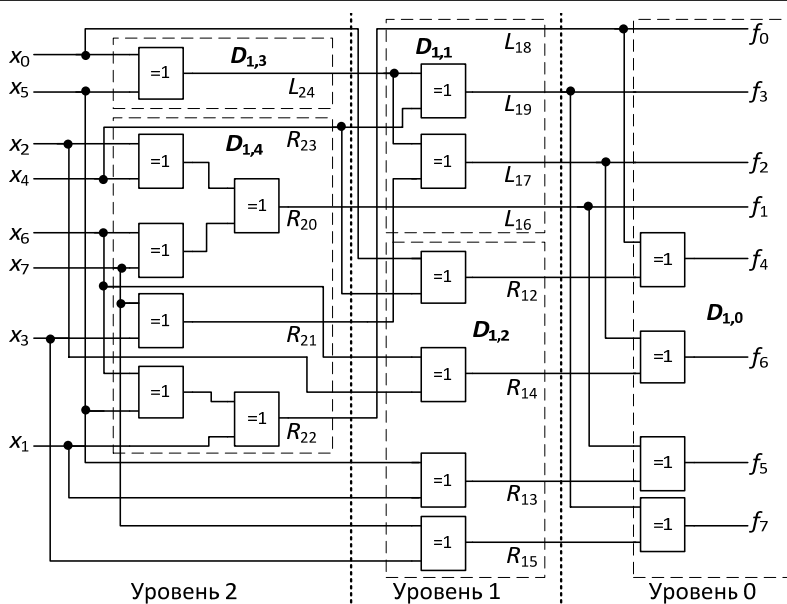 x0
x5
x2
x4
x6
x7
x3
x1
=1
D1,3
L24
=1
D1,4
R23
=1
R20
=1
=1
R21
=1
=1
R22
D1,1
L18
=1
L19
=1
L17
L16
=1
R12
D1,2
=1
R14
=1
R13
=1
R15
f0
f3
f2
f1
=1
f4
D1,0
=1
f6
=1
f5
=1
f7
Уровень 2
Уровень 1
Уровень 0